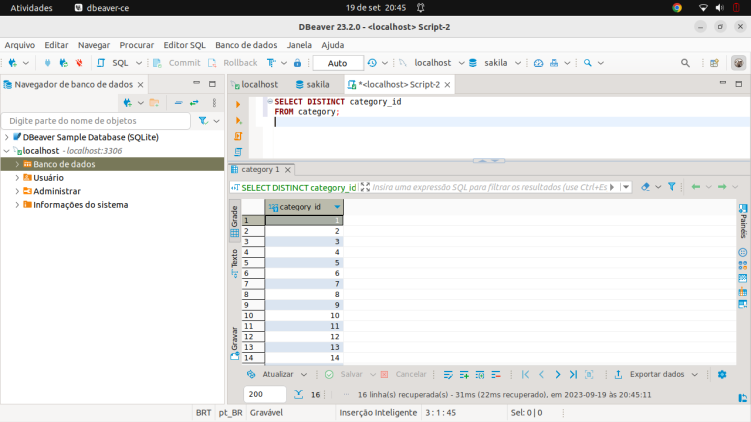 Atividades dbeaver-ce 19 de set 20:45
DBeaver 23.2.0 - <localhost> Script-2
Arquivo Editar Navegar Procurar Editor SQL Banco de dados Janela Ajuda
SQL Commit Rollback Auto localhost sakila
Navegador de banco de dados
localhost sakila *<localhost> Script-2
Digite parte do nome de objetos
DBeaver Sample Database (SQLite)
localhost - localhost:3306
Banco de dados
Usuário
Administrar
Informações do sistema
SELECT DISTINCT category_id
FROM category;
category 1
SELECT DISTINCT category_id Insira uma expressão SQL para filtrar os resultados (use Ctrl+Es
Grade
Texto
Gravar
category_id
1 1
2 2
3 3
4 4
5 5
6 6
7 7
8 8
9 9
10 10
11 11
12 12
13 13
14 14
Painéis
Atualizar Salvar Cancelar Exportar dados
200 16 16 linha(s) recuperada(s) - 31ms (22ms recuperado), em 2023-09-19 às 20:45:11
BRT pt_BR Gravável Inserção Inteligente 3 : 1 : 45 Sel: 0 | 0